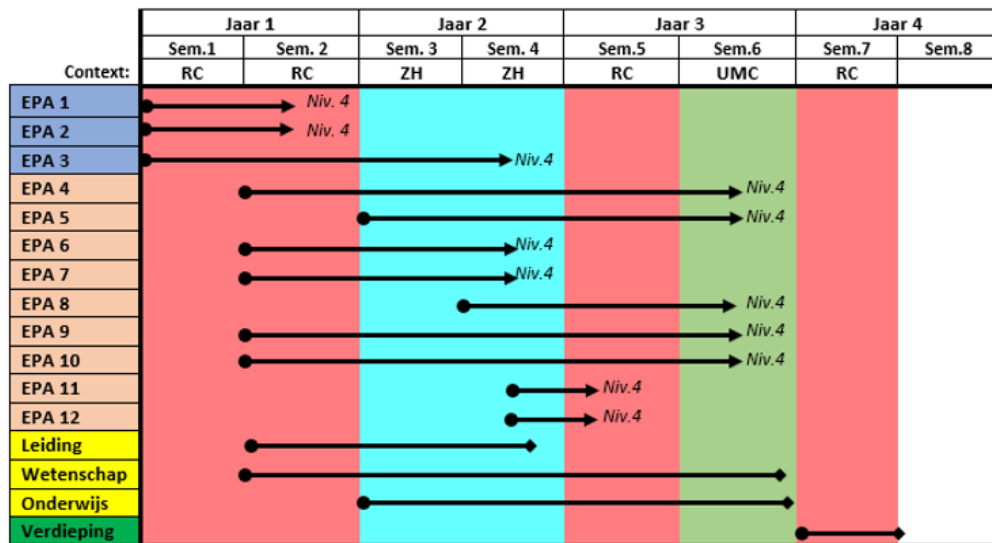 Jaar 1 Jaar 2 Jaar 3 Jaar 4
Sem.1 Sem. 2 Sem. 3 Sem. 4 Sem.5 Sem.6 Sem.7 Sem.8
Context: RC RC ZH ZH RC UMC RC
EPA 1 Niv. 4
EPA 2 Niv. 4
EPA 3 Niv.4
EPA 4 Niv.4
EPA 5 Niv.4
EPA 6 Niv.4
EPA 7 Niv.4
EPA 8 Niv.4
EPA 9 Niv.4
EPA 10 Niv.4
EPA 11 Niv.4
EPA 12 Niv.4
Leiding
Wetenschap
Onderwijs
Verdieping